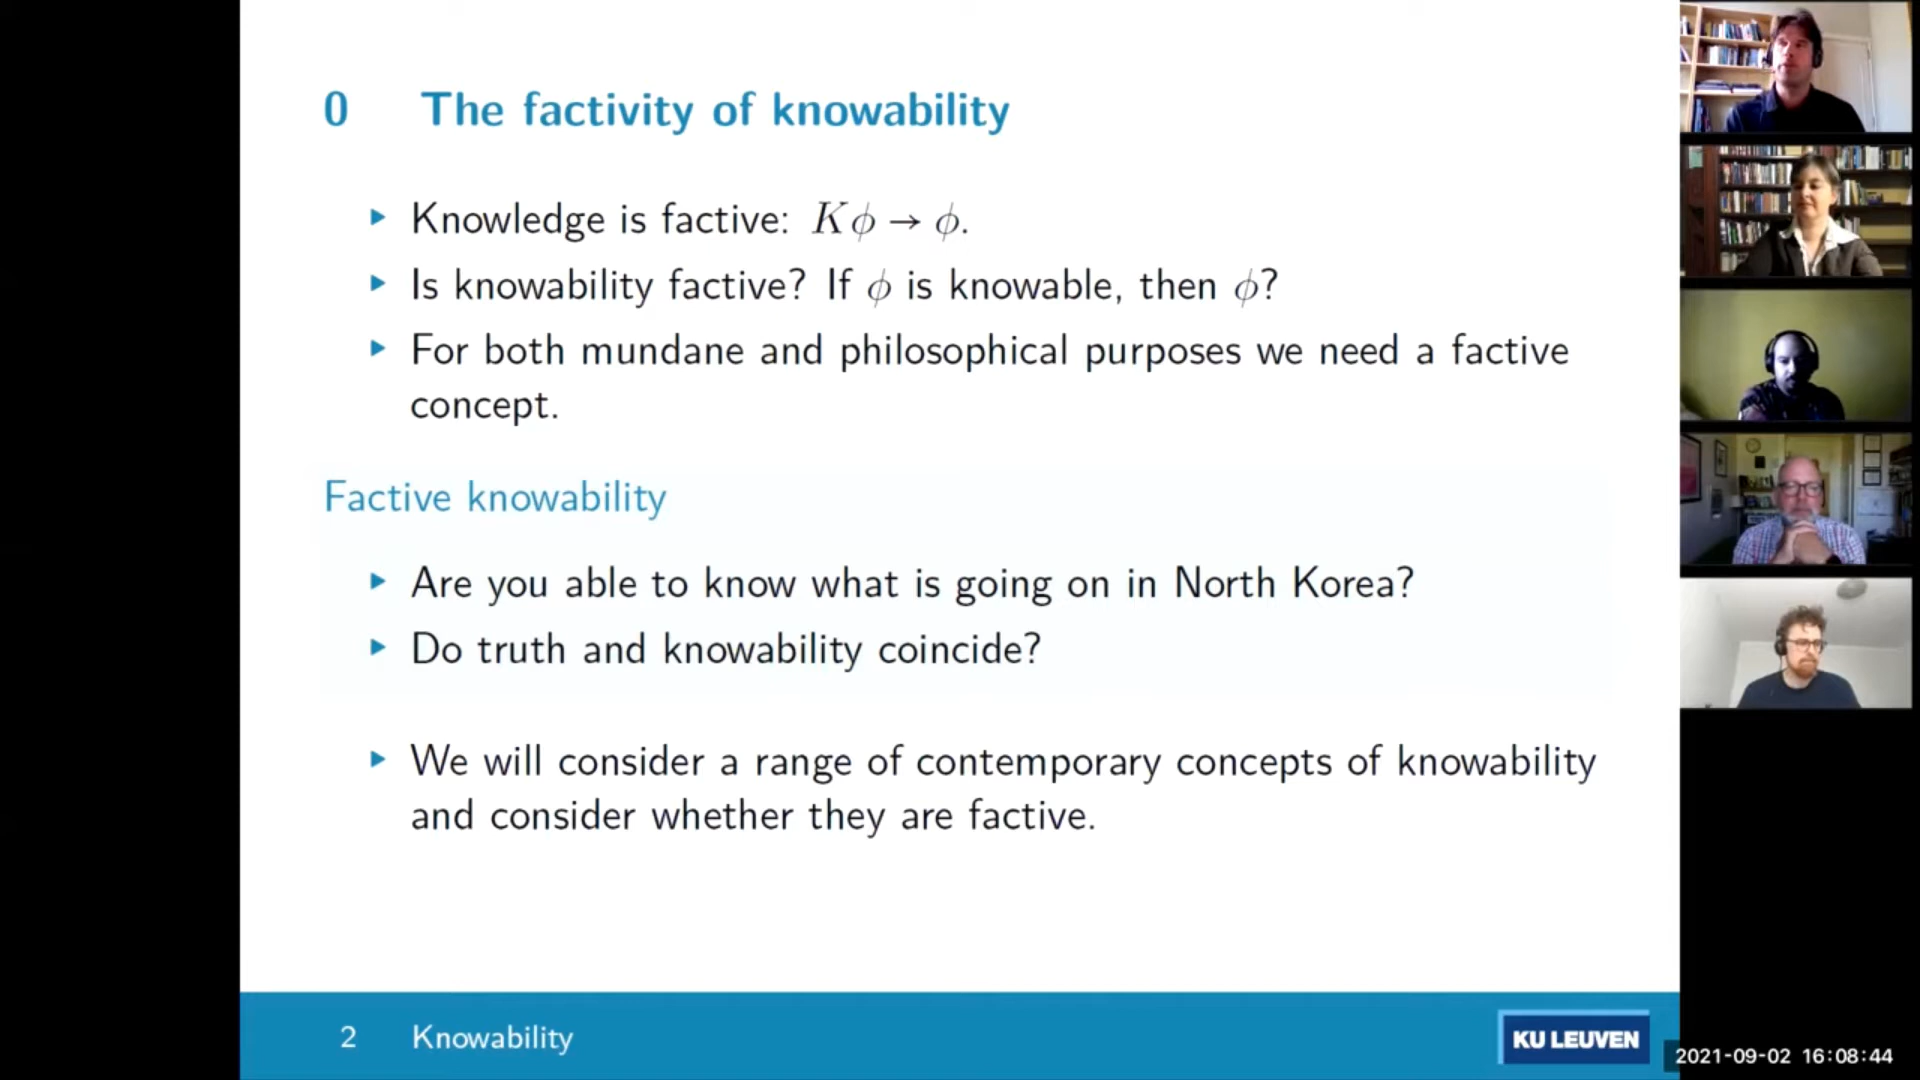 0 The factivity of knowability
▶ Knowledge is factive: Kϕ → ϕ.
▶ Is knowability factive? If ϕ is knowable, then ϕ?
▶ For both mundane and philosophical purposes we need a factive
concept.
Factive knowability
▶ Are you able to know what is going on in North Korea?
▶ Do truth and knowability coincide?
▶ We will consider a range of contemporary concepts of knowability
and consider whether they are factive.
2 Knowability
KU LEUVEN
2021-09-02 16:08:44